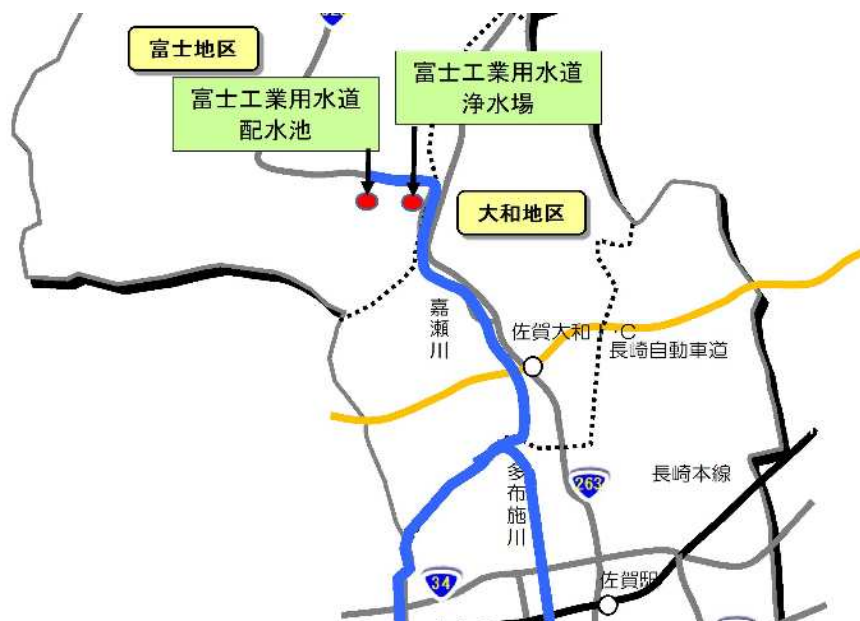 富士地区
富士工業用水道
配水池
富士工業用水道
浄水場
大和地区
嘉瀬川
佐賀大和I・C
長崎自動車道
多布施川
263
長崎本線
34
佐賀駅